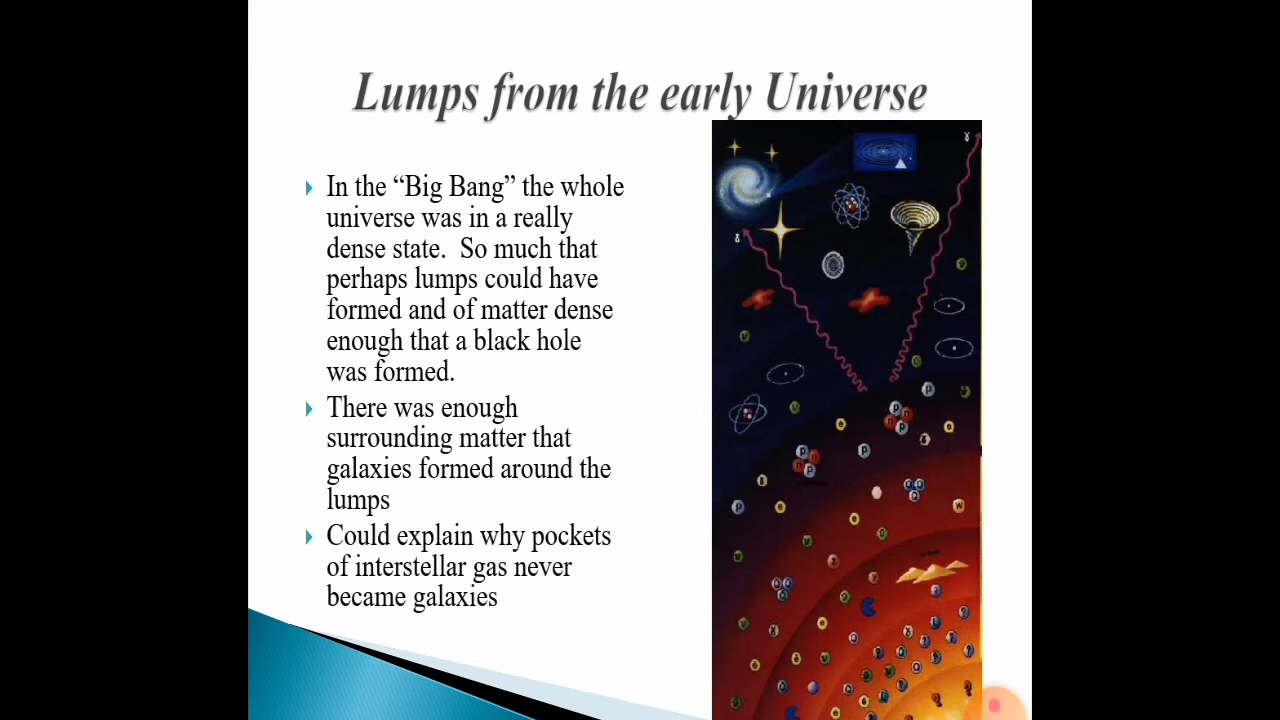 Lumps from the early Universe
In the “Big Bang” the whole
universe was in a really
dense state.  So much that
perhaps lumps could have
formed and of matter dense
enough that a black hole
was formed.
There was enough
surrounding matter that
galaxies formed around the
lumps
Could explain why pockets
of interstellar gas never
became galaxies